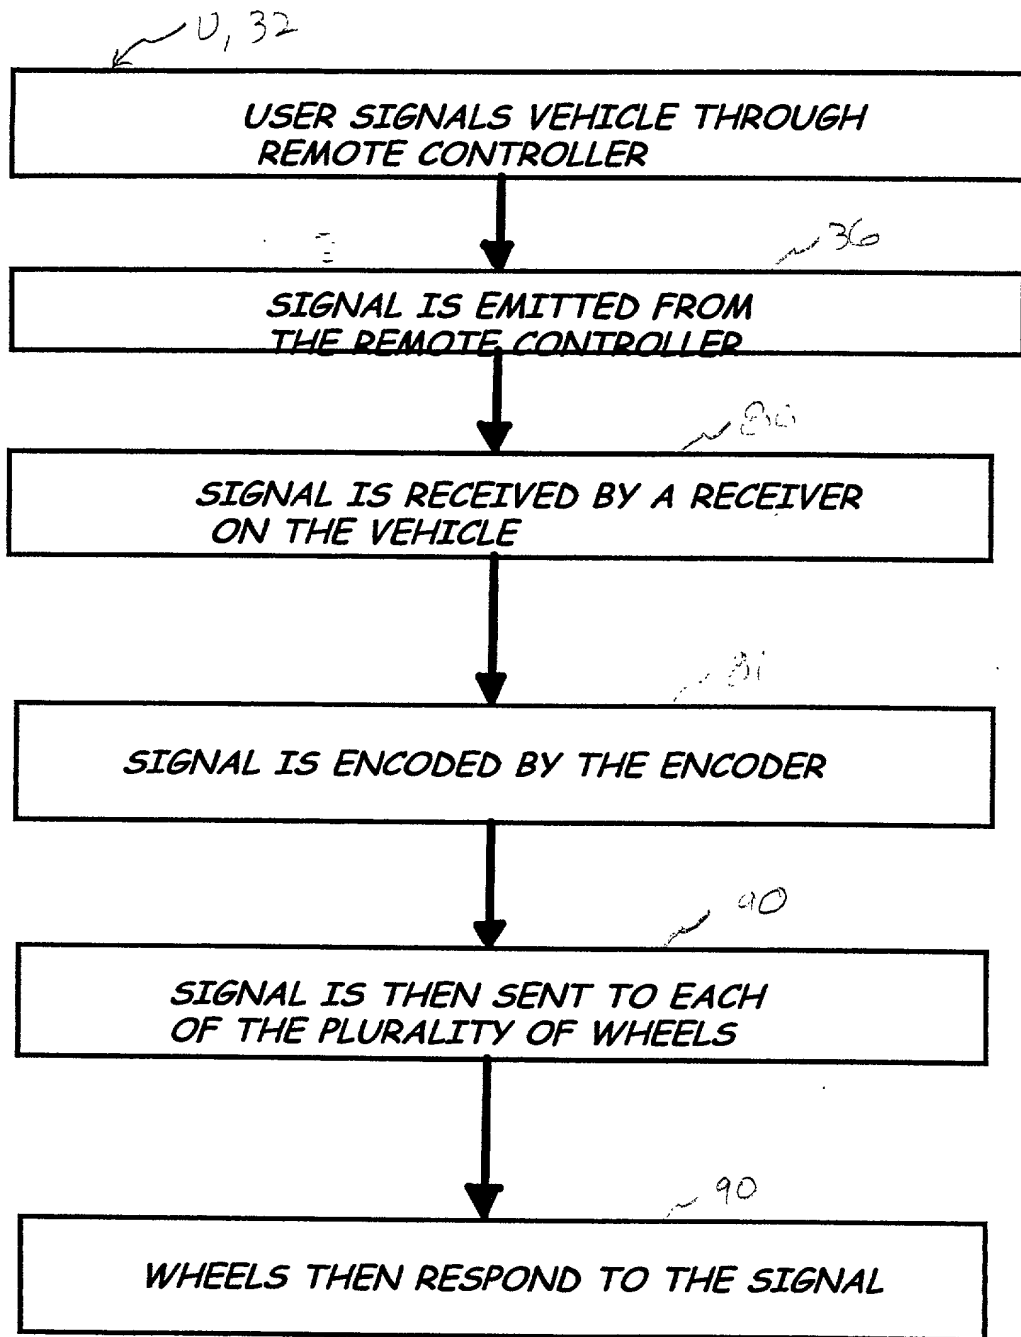 U, 32
USER SIGNALS VEHICLE THROUGH
REMOTE CONTROLLER
36
SIGNAL IS EMITTED FROM
THE REMOTE CONTROLLER
SIGNAL IS RECEIVED BY A RECEIVER
ON THE VEHICLE
81
SIGNAL IS ENCODED BY THE ENCODER
90
SIGNAL IS THEN SENT TO EACH
OF THE PLURALITY OF WHEELS
90
WHEELS THEN RESPOND TO THE SIGNAL